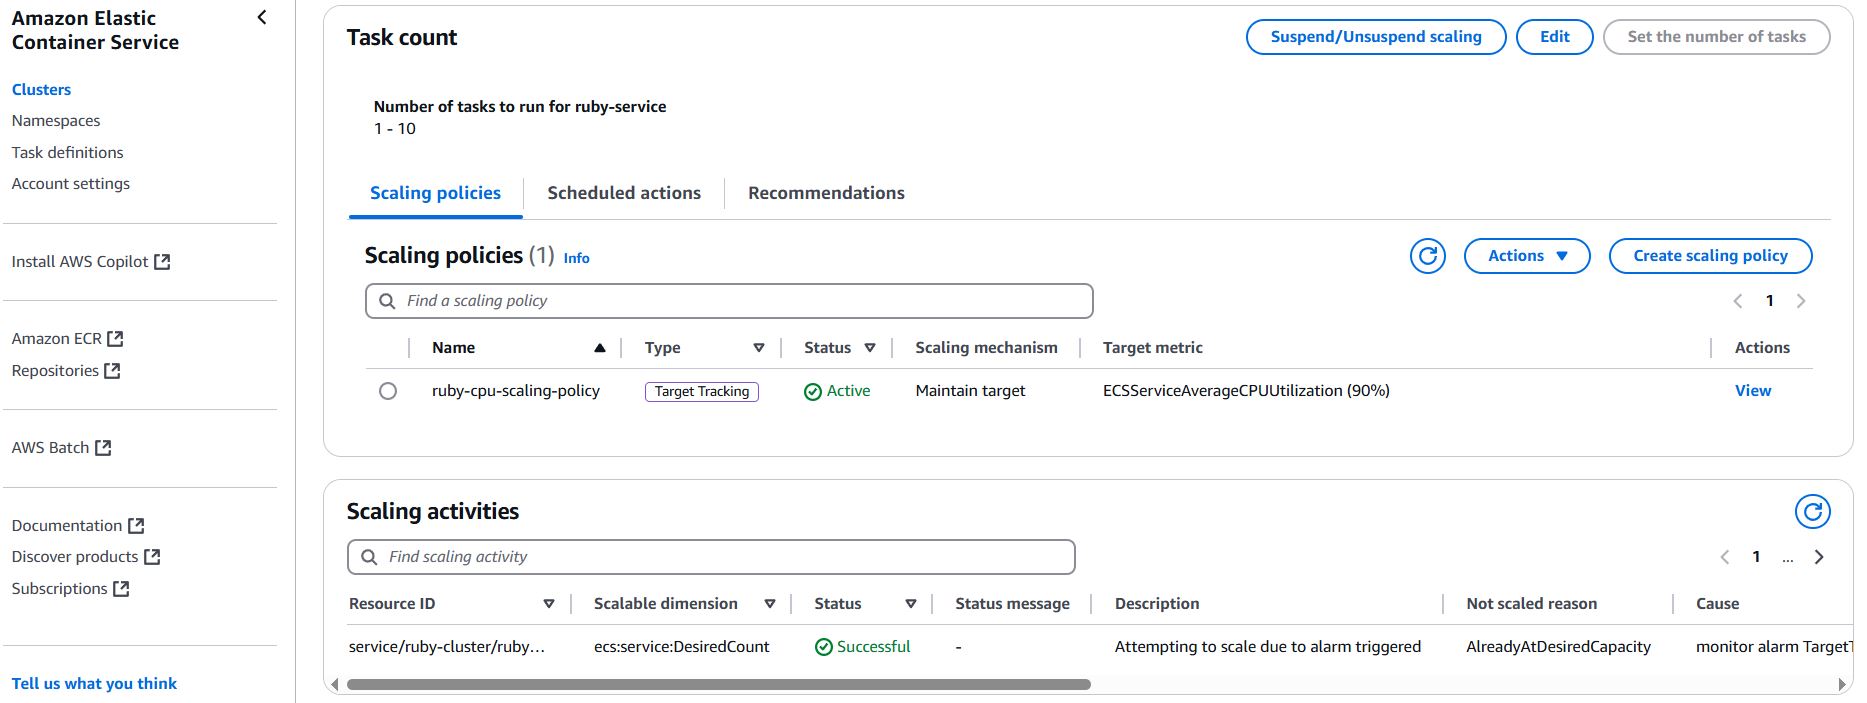 Amazon Elastic
Container Service
Clusters
Namespaces
Task definitions
Account settings
Install AWS Copilot
Amazon ECR
Repositories
AWS Batch
Documentation
Discover products
Subscriptions
Tell us what you think
Task count
Suspend/Unsuspend scaling
Edit
Set the number of tasks
Number of tasks to run for ruby-service
1 - 10
Scaling policies
Scheduled actions
Recommendations
Scaling policies (1) Info
Actions
Create scaling policy
Find a scaling policy
1
Name Type Status Scaling mechanism Target metric Actions
ruby-cpu-scaling-policy Target Tracking Active Maintain target ECSServiceAverageCPUUtilization (90%) View
Scaling activities
Find scaling activity
1 ...
Resource ID Scalable dimension Status Status message Description Not scaled reason Cause
service/ruby-cluster/ruby... ecs:service:DesiredCount Successful - Attempting to scale due to alarm triggered AlreadyAtDesiredCapacity monitor alarm TargetT